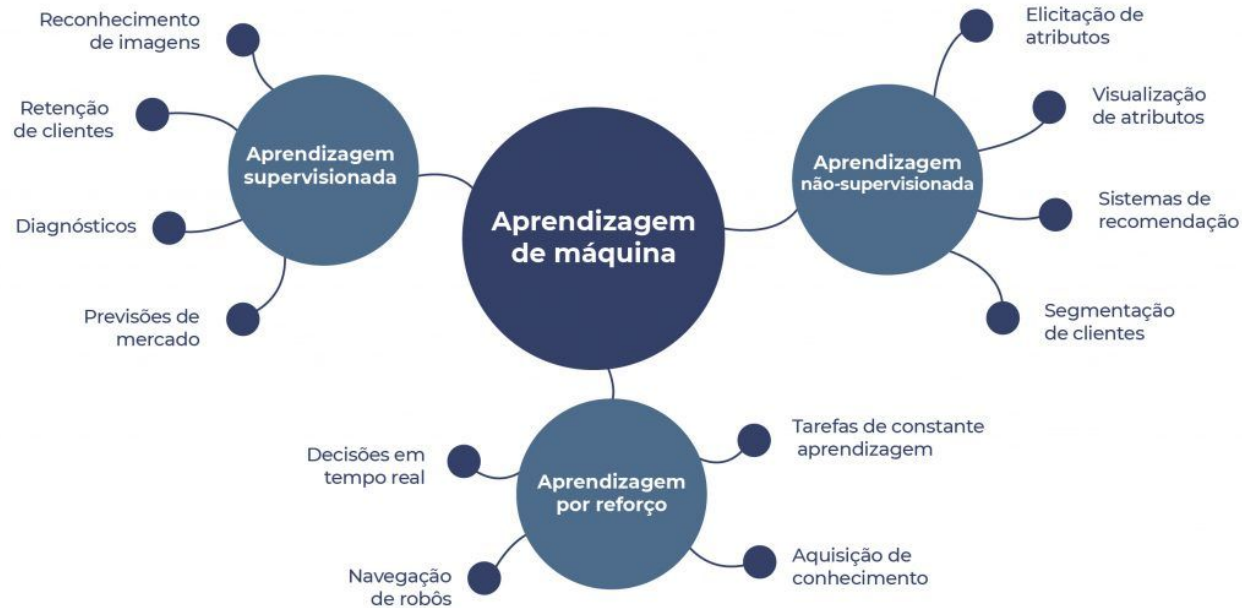 Reconhecimento
de imagens
Retenção
de clientes
Diagnósticos
Previsões de
mercado
Aprendizagem
supervisionada
Aprendizagem
de máquina
Aprendizagem
não-supervisionada
Elicitação de
atributos
Visualização
de atributos
Sistemas de
recomendação
Segmentação
de clientes
Aprendizagem
por reforço
Decisões em
tempo real
Navegação
de robôs
Tarefas de constante
aprendizagem
Aquisição de
conhecimento